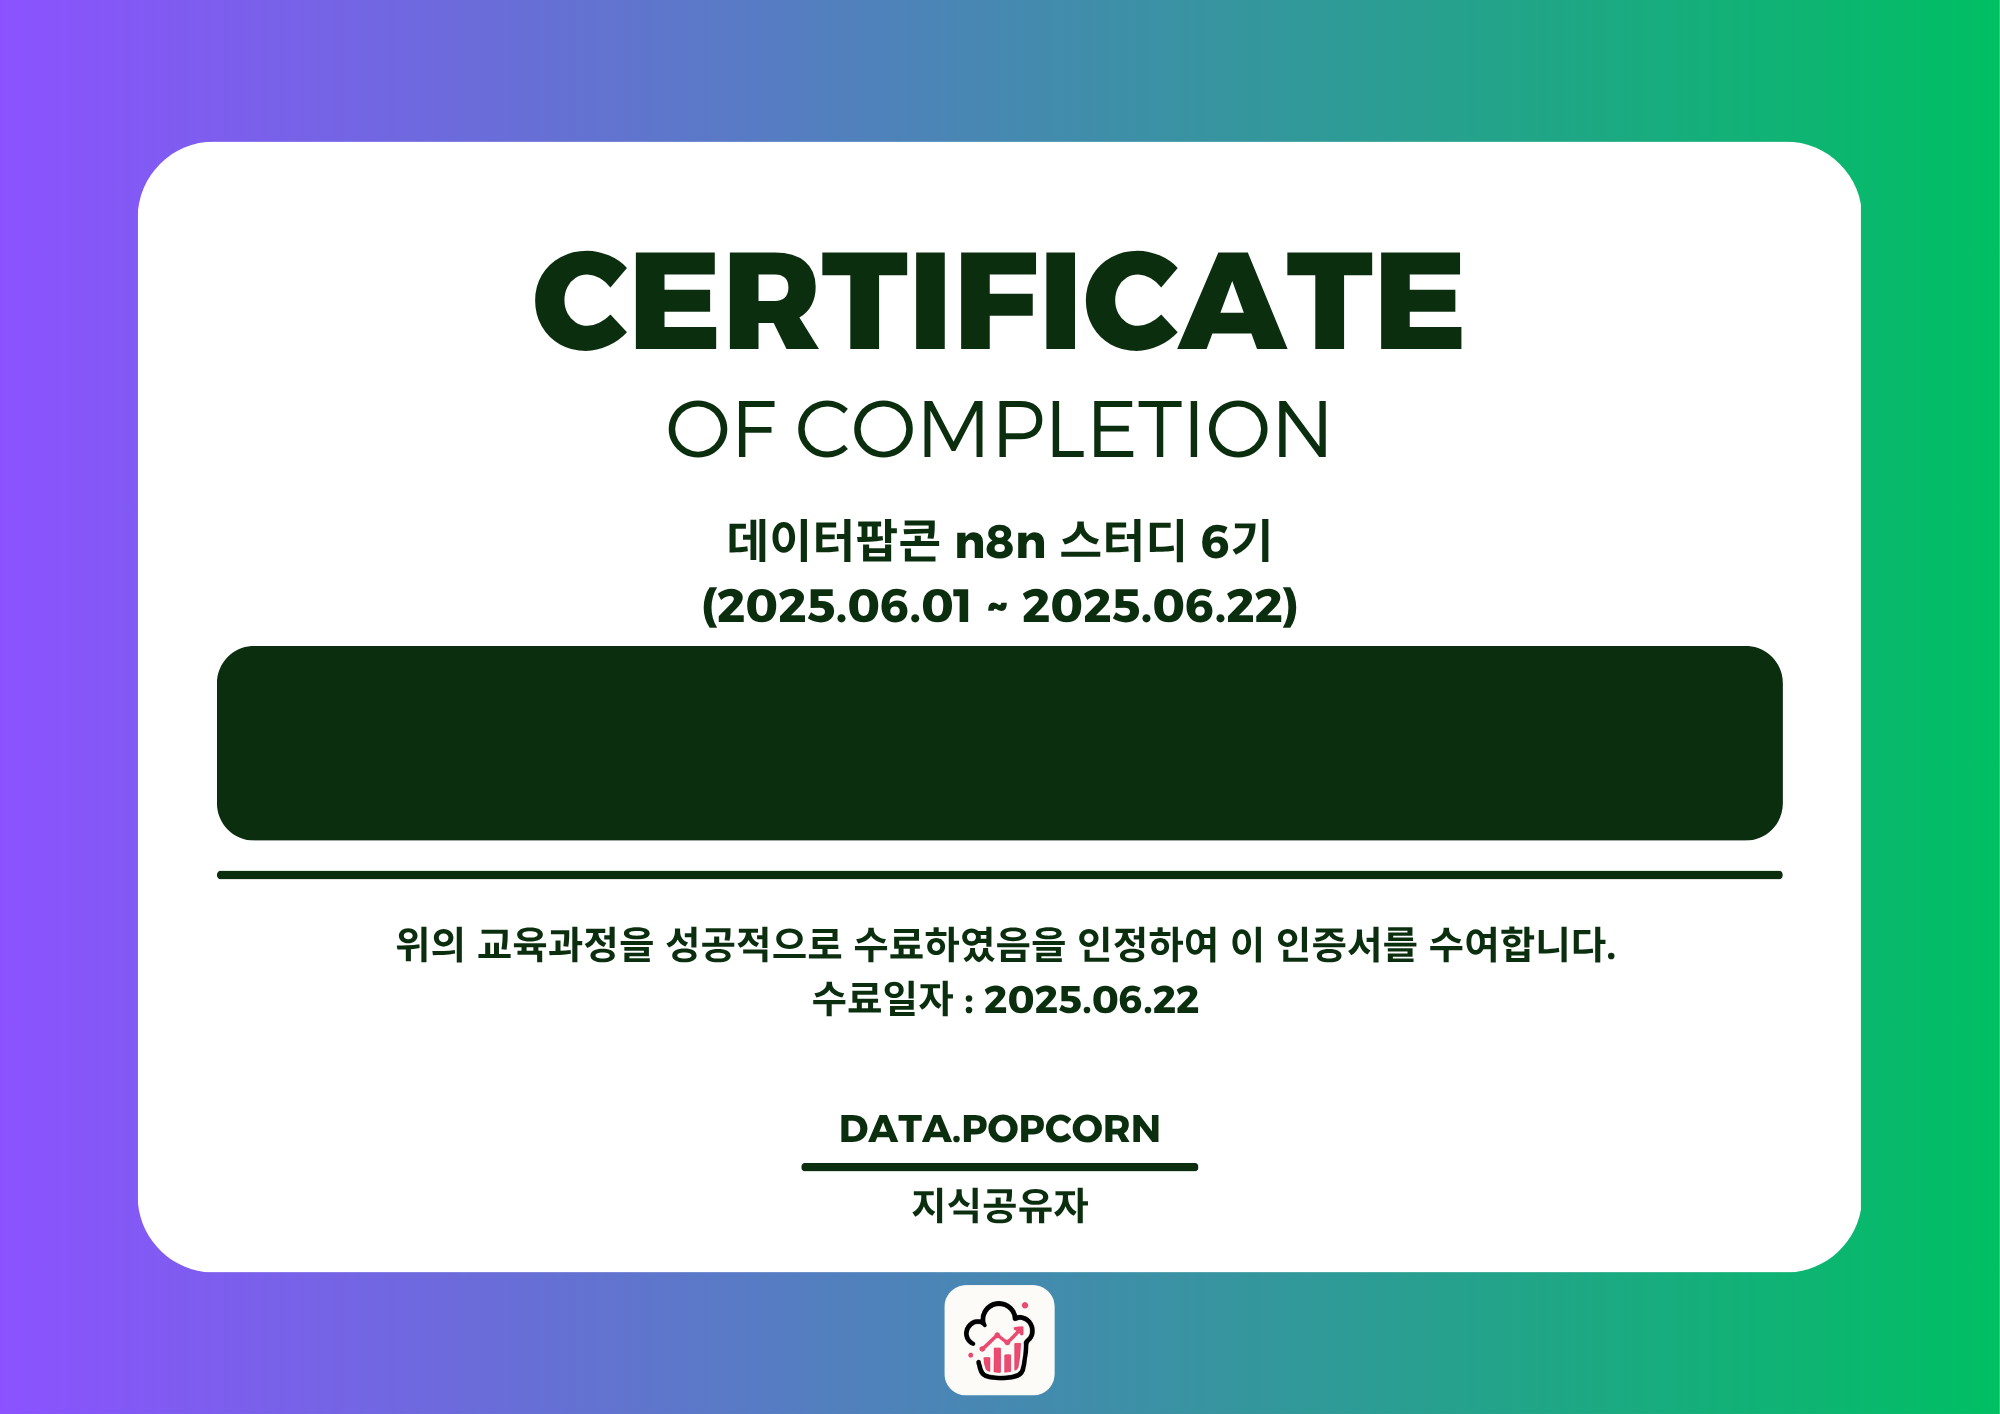 CERTIFICATE
OF COMPLETION
데이터팝콘 n8n 스터디 6기
(2025.06.01 ~ 2025.06.22)
위의 교육과정을 성공적으로 수료하였음을 인정하여 이 인증서를 수여합니다.
수료일자 : 2025.06.22
DATA.POPCORN
지식공유자